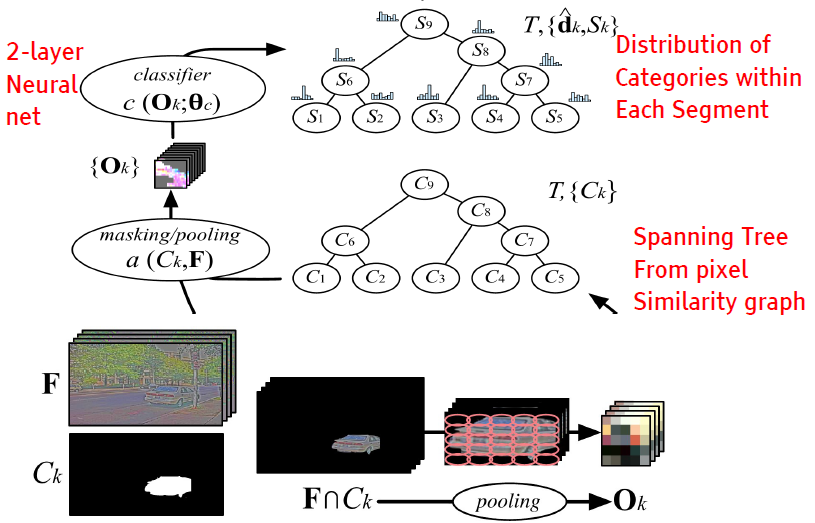 S9
T, {d̂k,Sk}
2-layer
Neural
net
classifier
c (Ok;θc)
S8
Distribution of
Categories within
Each Segment
S6
S7
S1
S2
S3
S4
S5
{Ok}
C9
T, {Ck}
C8
masking/pooling
a (Ck,F)
C6
C7
Spanning Tree
From pixel
Similarity graph
C1
C2
C3
C4
C5
F
Ck
F∩Ck
pooling
Ok